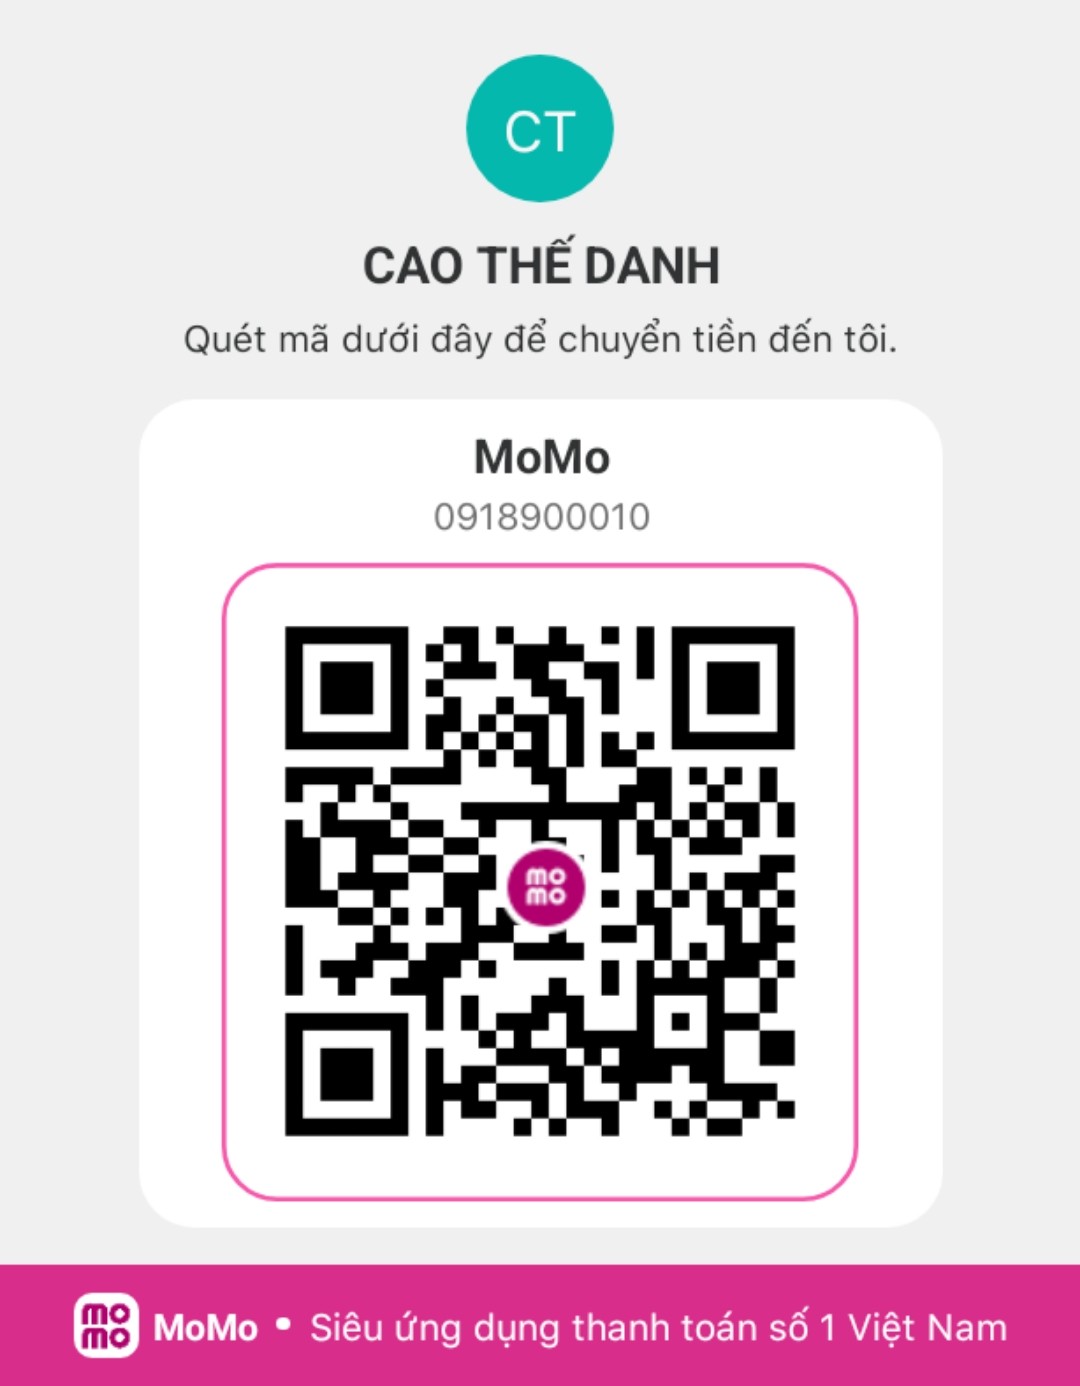 CT
CAO THẾ DANH
Quét mã dưới đây để chuyển tiền đến tôi.
MoMo
0918900010
mo
mo
mo
mo
MoMo • Siêu ứng dụng thanh toán số 1 Việt Nam